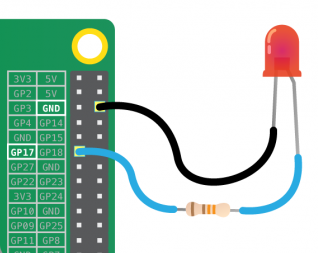 3V3 5V
GP2 5V
GP3 GND
GP4 GP14
GND GP15
GP17 GP18
GP27 GND
GP22 GP23
3V3 GP24
GP10 GND
GP09 GP25
GP11 GP8